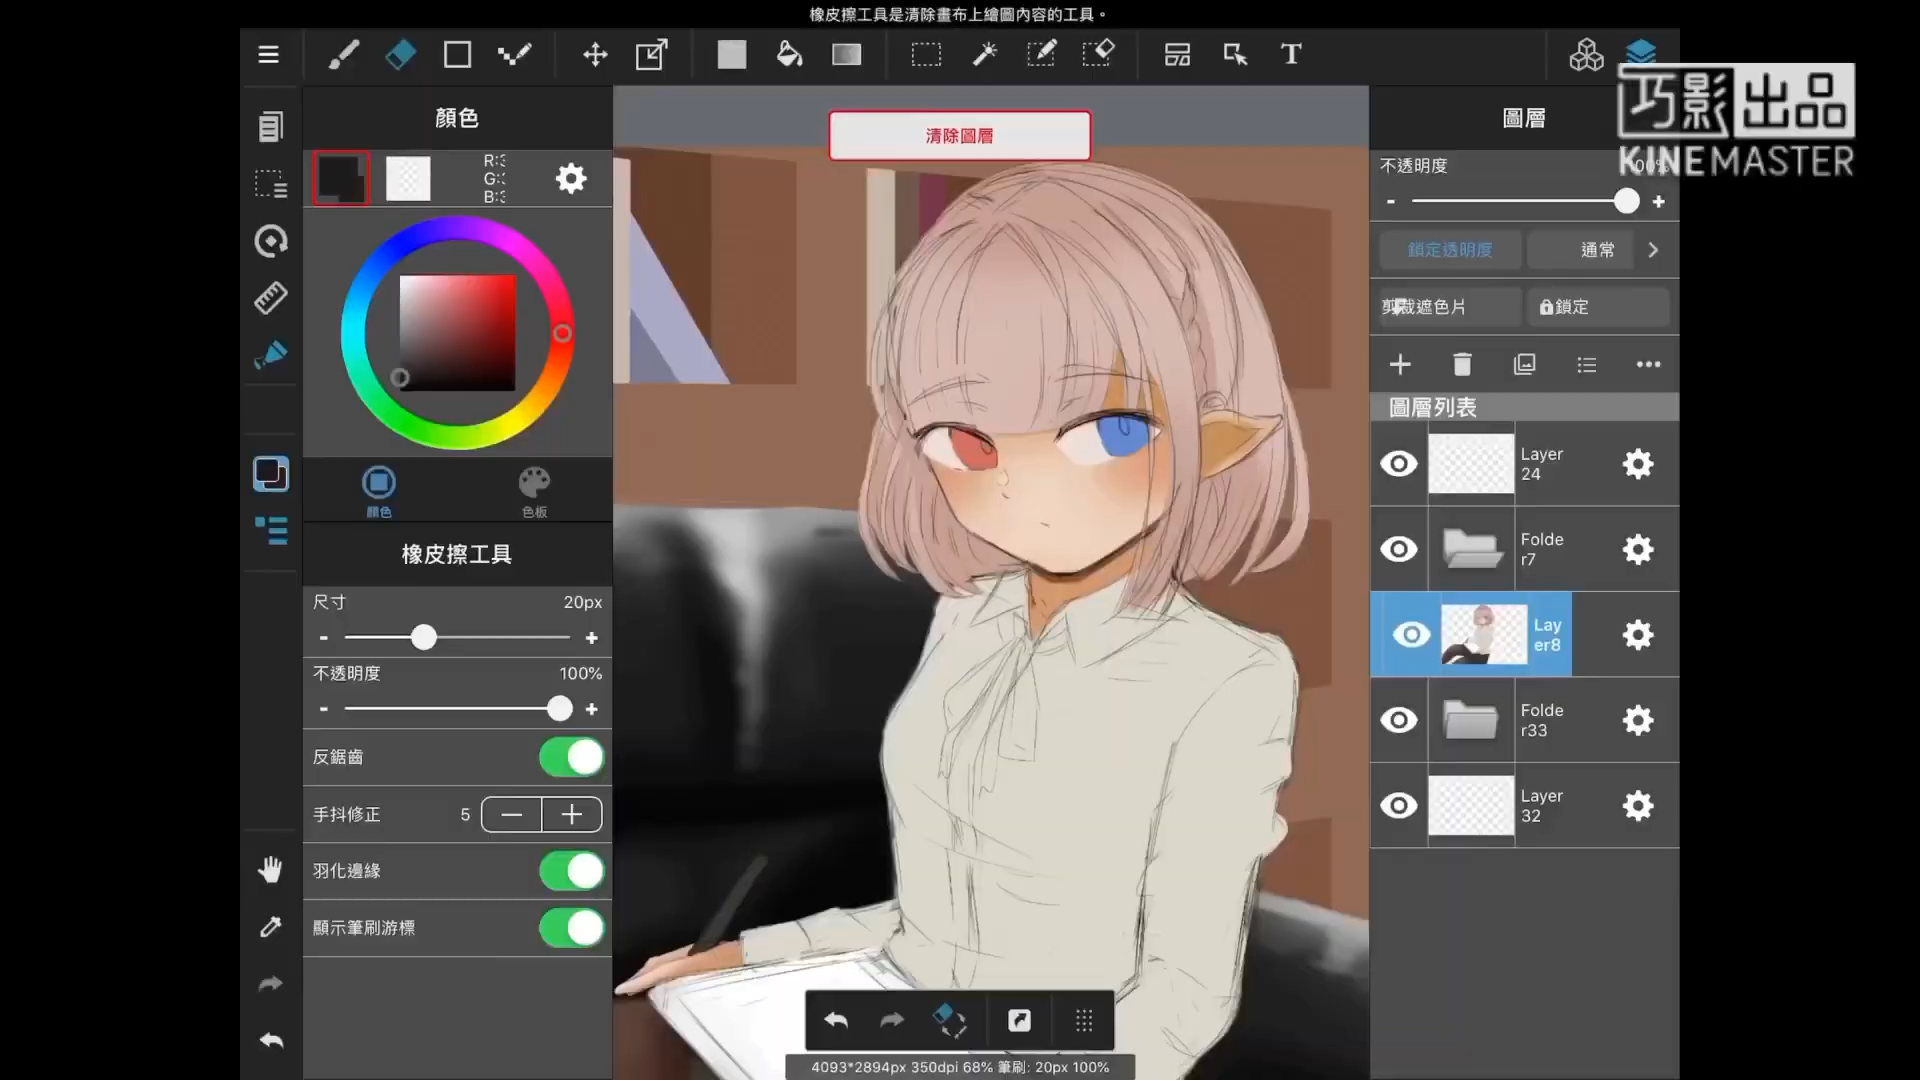 橡皮擦工具是清除畫布上繪圖內容的工具。
T
巧影出品
KINEMASTER
顏色
清除圖層
圖層
R:3
G:
B:3
不透明度
- +
鎖定透明度 通常
剪裁遮色片 鎖定
圖層列表
Layer
24
Folde
r7
Lay
er8
Folde
r33
Layer
32
顏色 色板
橡皮擦工具
尺寸 20px
- +
不透明度 100%
- +
反鋸齒
手抖修正 5
羽化邊緣
顯示筆刷游標
4093*2894px 350dpi 68% 筆刷: 20px 100%